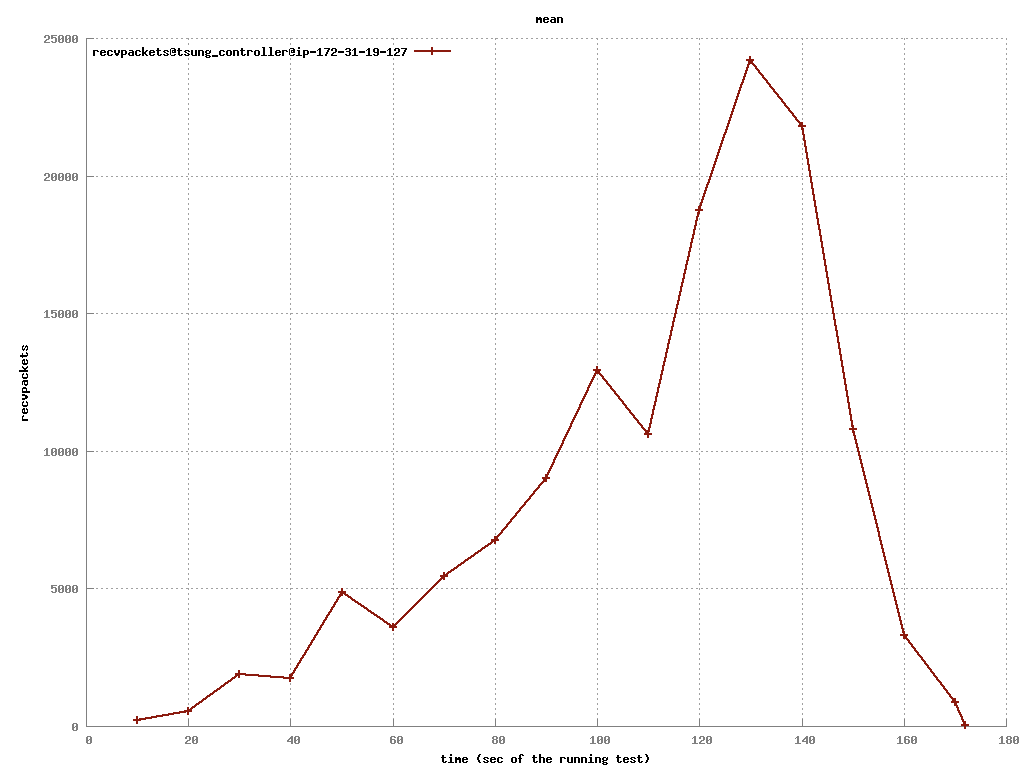 mean
recvpackets@tsung_controller@ip-172-31-19-127
25000
20000
15000
10000
5000
0
recvpackets
0 20 40 60 80 100 120 140 160 180
time (sec of the running test)